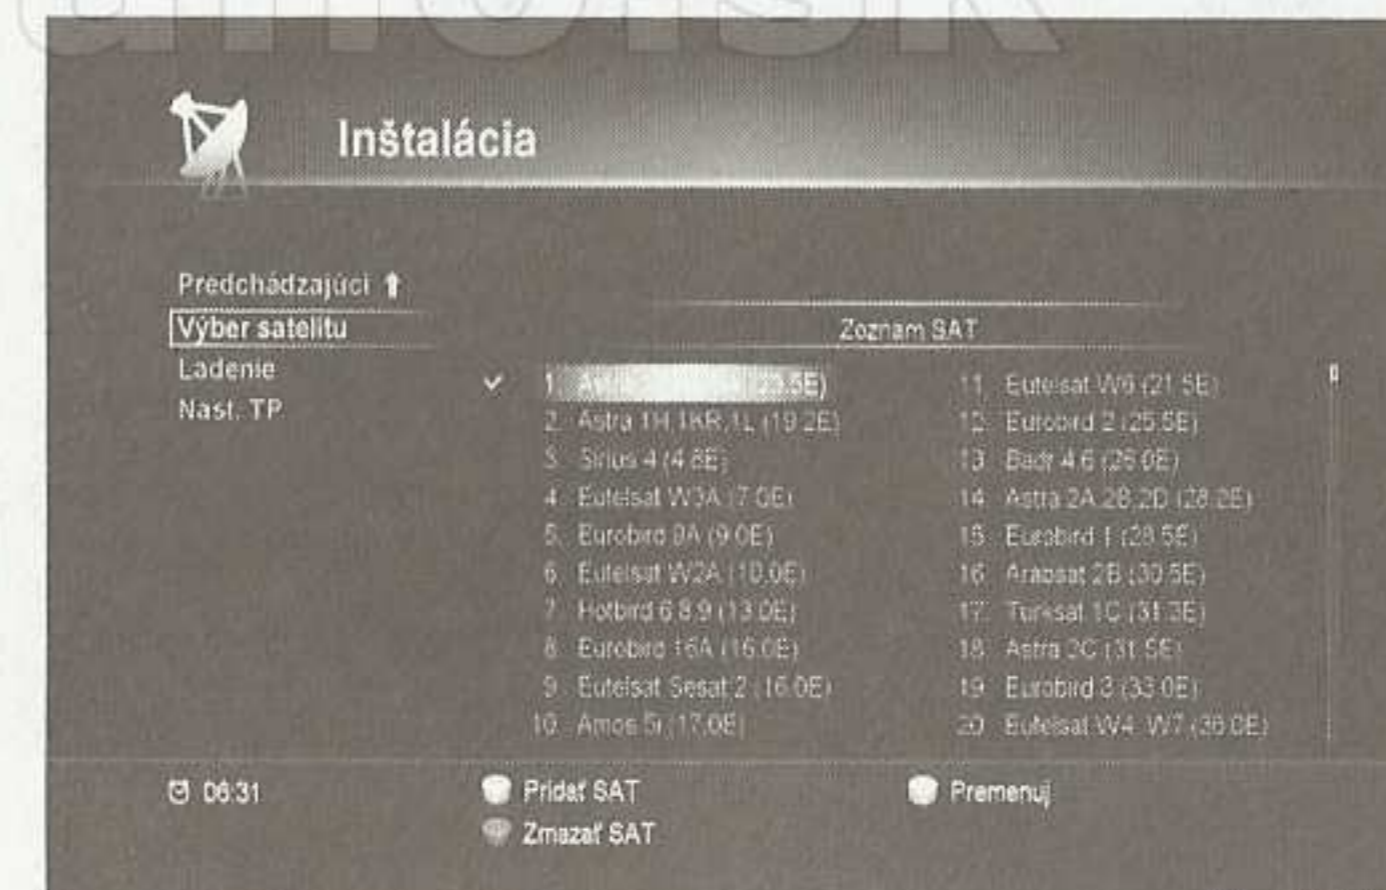 Inštalácia
Predchádzajúci
Výber satelitu
Ladenie
Nast. TP
Zoznam SAT
1.
2. Astra 1H,1KR,1L (19.2E)
3. Sirius 4 (4.8E)
4. Eutelsat W3A (7.0E)
5. Eurobird 9A (9.0E)
6. Eutelsat W2A (10.0E)
7. Hotbird 6,8,9 (13.0E)
8. Eurobird 16A (16.0E)
9. Eutelsat Sesat 2 (16.0E)
10. Amos 5i (17.0E)
11. Eutelsat W6 (21.5E)
12. Eurobird 2 (25.5E)
13. Badr 4,6 (26.0E)
14. Astra 2A,2B,2D (28.2E)
15. Eurobird 1 (28.5E)
16. Arabsat 2B (30.5E)
17. Turksat 1C (31.3E)
18. Astra 2C (31.5E)
19. Eurobird 3 (33.0E)
20. Eutelsat W4, W7 (36.0E)
06:31
Pridať SAT
Premenuj
Zmazať SAT